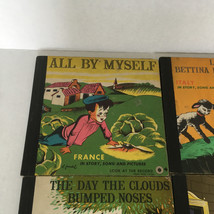 ALL BY MYSELF
FRANCE
IN STORY, SONG AND PICTURES
BETTINA
ITALY
IN STORY, SONG AN
THE DAY THE CLOUDS
BUMPED NOSES